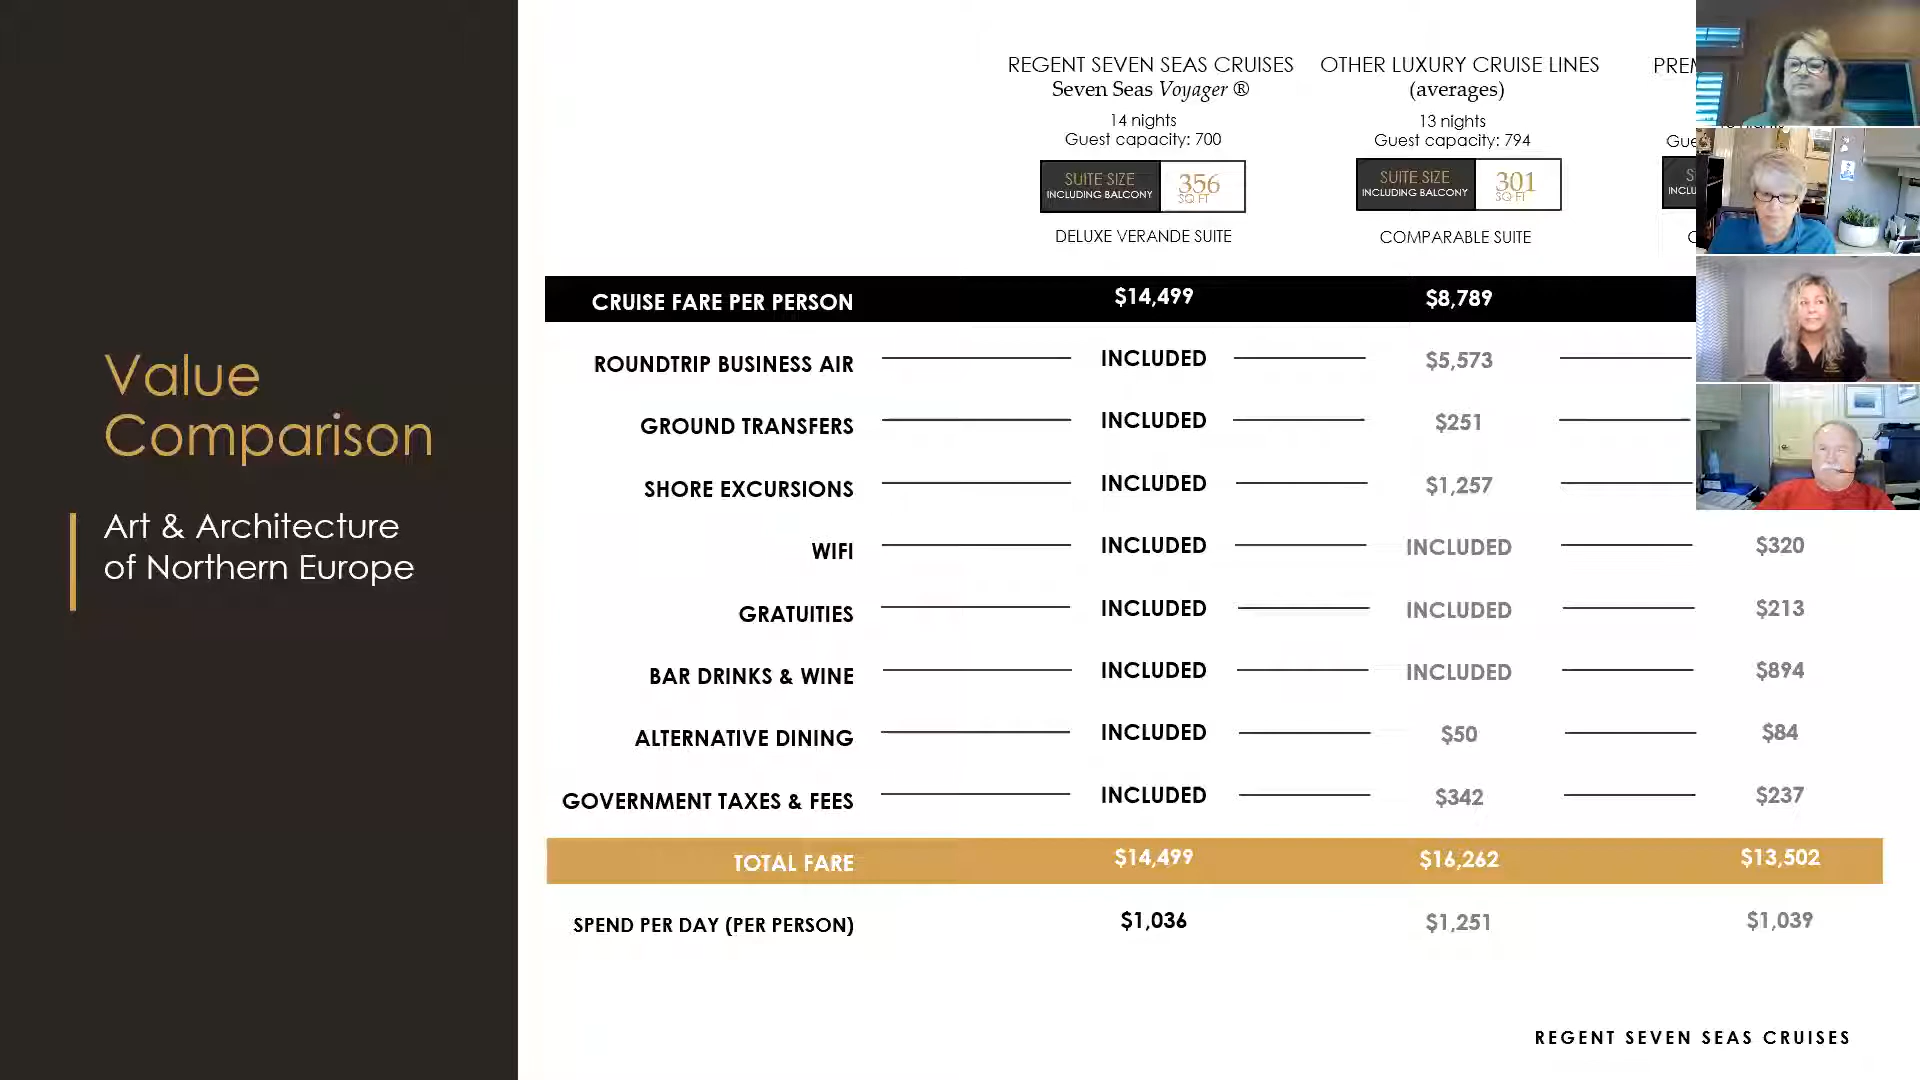 Value
Comparison
Art & Architecture
of Northern Europe
REGENT SEVEN SEAS CRUISES
Seven Seas Voyager ®
14 nights
Guest capacity: 700
SUITE SIZE
INCLUDING BALCONY
356
SQ FT
DELUXE VERANDE SUITE
OTHER LUXURY CRUISE LINES
(averages)
13 nights
Guest capacity: 794
SUITE SIZE
INCLUDING BALCONY
301
SQ FT
COMPARABLE SUITE
CRUISE FARE PER PERSON $14,499 $8,789
ROUNDTRIP BUSINESS AIR INCLUDED $5,573
GROUND TRANSFERS INCLUDED $251
SHORE EXCURSIONS INCLUDED $1,257
WIFI INCLUDED INCLUDED $320
GRATUITIES INCLUDED INCLUDED $213
BAR DRINKS & WINE INCLUDED INCLUDED $894
ALTERNATIVE DINING INCLUDED $50 $84
GOVERNMENT TAXES & FEES INCLUDED $342 $237
TOTAL FARE $14,499 $16,262 $13,502
SPEND PER DAY (PER PERSON) $1,036 $1,251 $1,039
REGENT SEVEN SEAS CRUISES